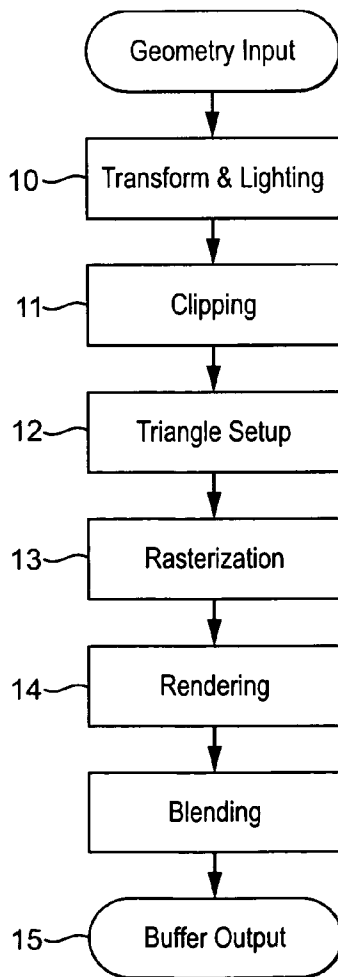 Geometry Input
10 Transform & Lighting
11 Clipping
12 Triangle Setup
13 Rasterization
14 Rendering
Blending
15 Buffer Output